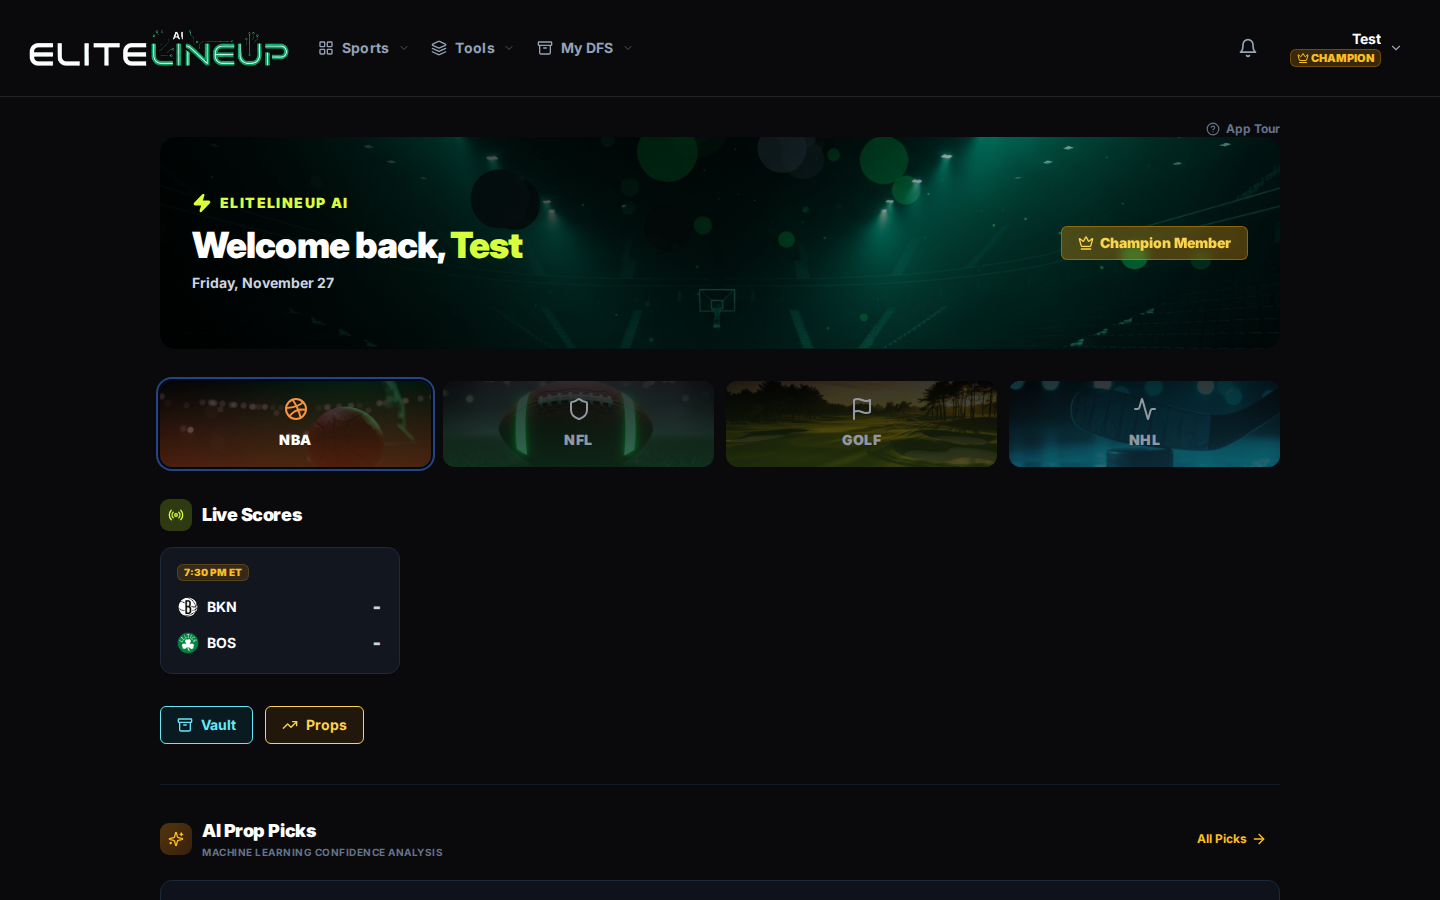 ELITELINEUP
AI
Sports
Tools
My DFS
Test
CHAMPION
App Tour
ELITELINEUP AI
Welcome back, Test
Friday, November 27
Champion Member
NBA
NFL
GOLF
NHL
Live Scores
7:30 PM ET
BKN -
BOS -
Vault
Props
AI Prop Picks
MACHINE LEARNING CONFIDENCE ANALYSIS
All Picks